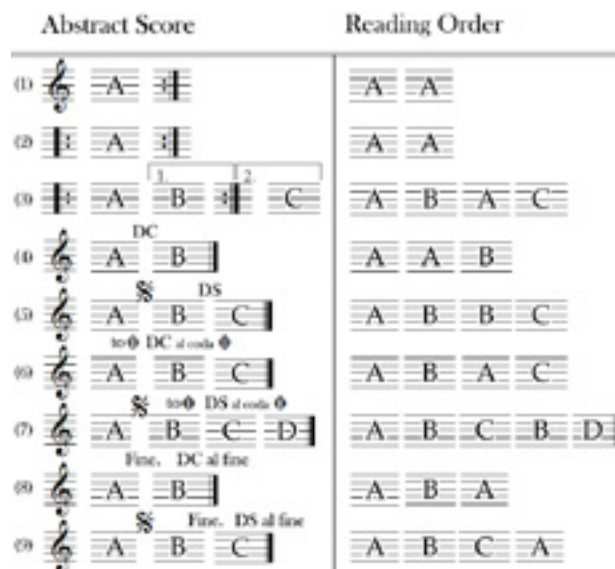 Abstract Score Reading Order
(1) A A A
(2) A A A
1. 2.
(3) A B C A B A C
DC
(4) A B A A B
DS
(5) A B C A B B C
to DC al coda
(6) A B C A B A C
to DS al coda
(7) A B C D A B C B D
Fine. DC al fine
(8) A B A B A
Fine. DS al fine
(9) A B C A B C A